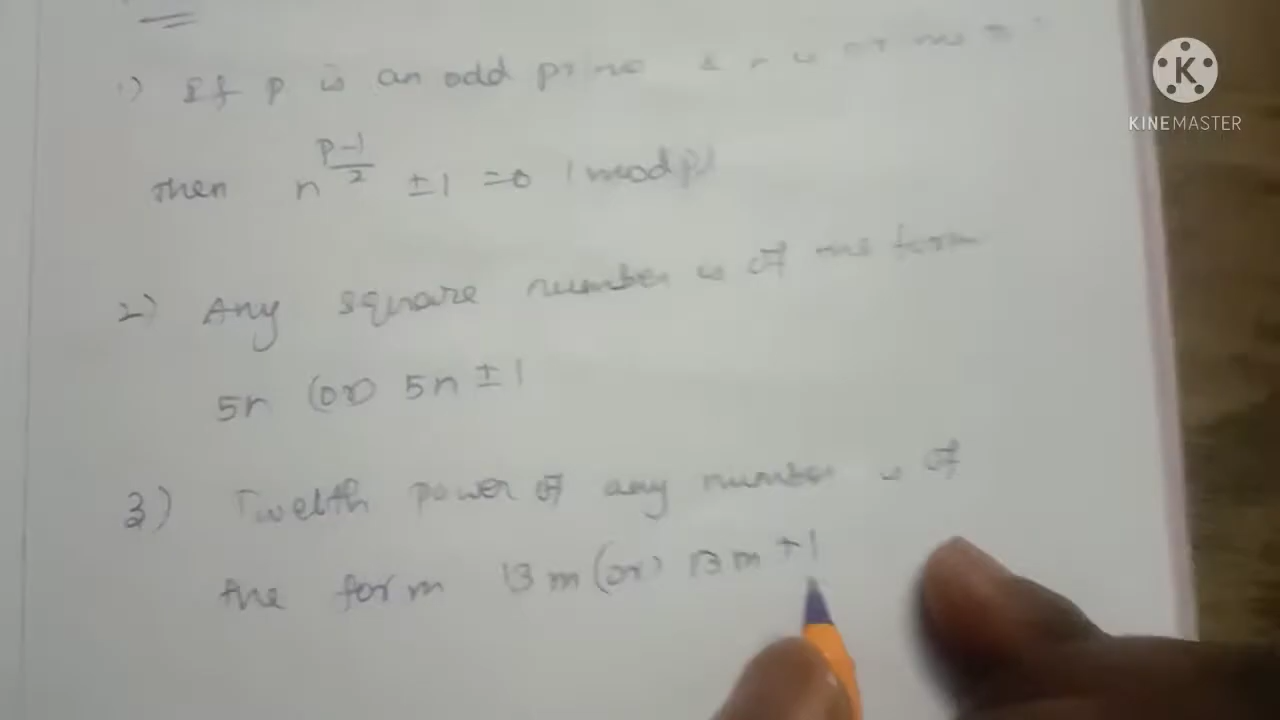 1) If p is an odd prime & n is
KINEMASTER
then n^(p-1)/2 ±1 =0 (mod p)
2) Any square number is of the form
5n (or) 5n ±1
3) Twelth power of any number is of
the form 13m (or) 13m +1